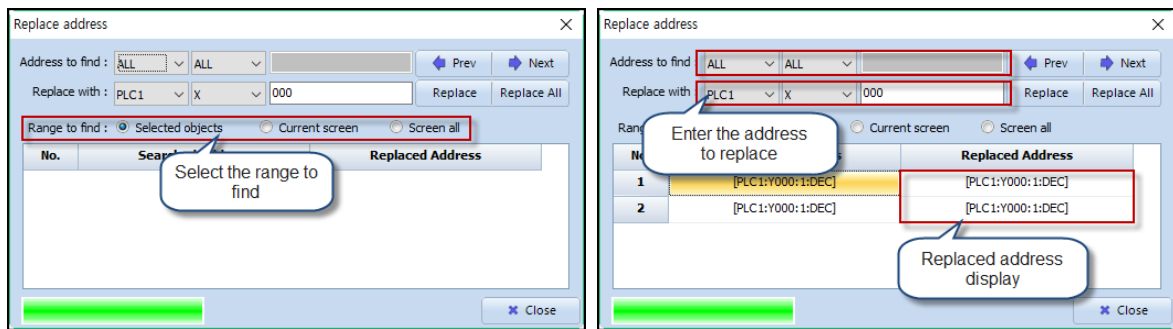 Replace address
Address to find : ALL ALL Prev Next
Replace with : PLC1 X 000 Replace Replace All
Range to find : Selected objects Current screen Screen all
No. Replaced Address
Select the range to
find
Close
Replace address
Address to find ALL ALL Prev Next
Replace with : PLC1 X 000 Replace Replace All
Current screen Screen all
Enter the address
to replace
Replaced Address
1 [PLC1:Y000:1:DEC] [PLC1:Y000:1:DEC]
2 [PLC1:Y000:1:DEC] [PLC1:Y000:1:DEC]
Replaced address
display
Close